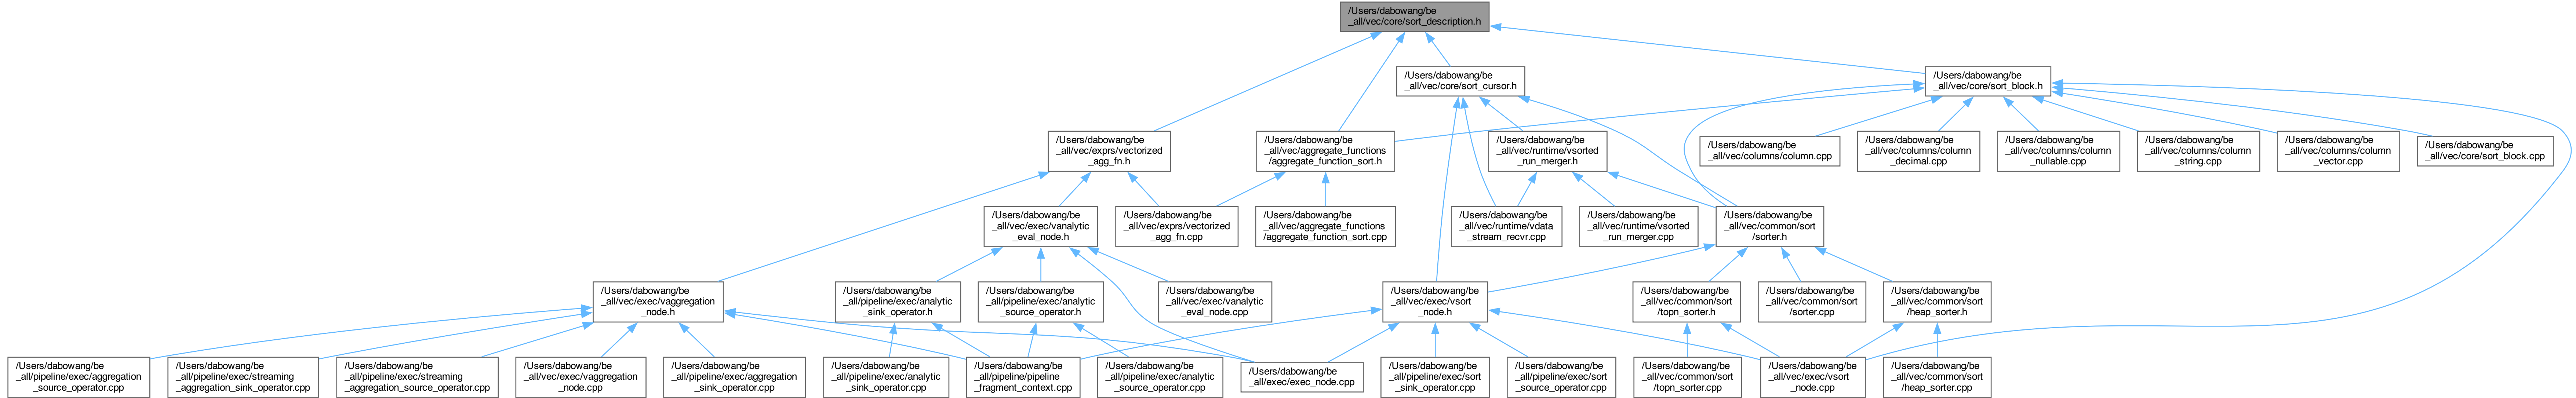 /Users/dabowang/be
_all/vec/core/sort_description.h
/Users/dabowang/be
_all/vec/core/sort_cursor.h
/Users/dabowang/be
_all/vec/core/sort_block.h
/Users/dabowang/be
_all/vec/exprs/vectorized
_agg_fn.h
/Users/dabowang/be
_all/vec/aggregate_functions
/aggregate_function_sort.h
/Users/dabowang/be
_all/vec/runtime/vsorted
_run_merger.h
/Users/dabowang/be
_all/vec/columns/column.cpp
/Users/dabowang/be
_all/vec/columns/column
_decimal.cpp
/Users/dabowang/be
_all/vec/columns/column
_nullable.cpp
/Users/dabowang/be
_all/vec/columns/column
_string.cpp
/Users/dabowang/be
_all/vec/columns/column
_vector.cpp
/Users/dabowang/be
_all/vec/core/sort_block.cpp
/Users/dabowang/be
_all/vec/exec/vanalytic
_eval_node.h
/Users/dabowang/be
_all/vec/exprs/vectorized
_agg_fn.cpp
/Users/dabowang/be
_all/vec/aggregate_functions
/aggregate_function_sort.cpp
/Users/dabowang/be
_all/vec/runtime/vdata
_stream_recvr.cpp
/Users/dabowang/be
_all/vec/runtime/vsorted
_run_merger.cpp
/Users/dabowang/be
_all/vec/common/sort
/sorter.h
/Users/dabowang/be
_all/vec/exec/vaggregation
_node.h
/Users/dabowang/be
_all/pipeline/exec/analytic
_sink_operator.h
/Users/dabowang/be
_all/pipeline/exec/analytic
_source_operator.h
/Users/dabowang/be
_all/vec/exec/vanalytic
_eval_node.cpp
/Users/dabowang/be
_all/vec/exec/vsort
_node.h
/Users/dabowang/be
_all/vec/common/sort
/topn_sorter.h
/Users/dabowang/be
_all/vec/common/sort
/sorter.cpp
/Users/dabowang/be
_all/vec/common/sort
/heap_sorter.h
/Users/dabowang/be
_all/pipeline/exec/aggregation
_source_operator.cpp
/Users/dabowang/be
_all/pipeline/exec/streaming
_aggregation_sink_operator.cpp
/Users/dabowang/be
_all/pipeline/exec/streaming
_aggregation_source_operator.cpp
/Users/dabowang/be
_all/vec/exec/vaggregation
_node.cpp
/Users/dabowang/be
_all/pipeline/exec/aggregation
_sink_operator.cpp
/Users/dabowang/be
_all/pipeline/exec/analytic
_sink_operator.cpp
/Users/dabowang/be
_all/pipeline/pipeline
_fragment_context.cpp
/Users/dabowang/be
_all/pipeline/exec/analytic
_source_operator.cpp
/Users/dabowang/be
_all/exec/exec_node.cpp
/Users/dabowang/be
_all/pipeline/exec/sort
_sink_operator.cpp
/Users/dabowang/be
_all/pipeline/exec/sort
_source_operator.cpp
/Users/dabowang/be
_all/vec/common/sort
/topn_sorter.cpp
/Users/dabowang/be
_all/vec/exec/vsort
_node.cpp
/Users/dabowang/be
_all/vec/common/sort
/heap_sorter.cpp